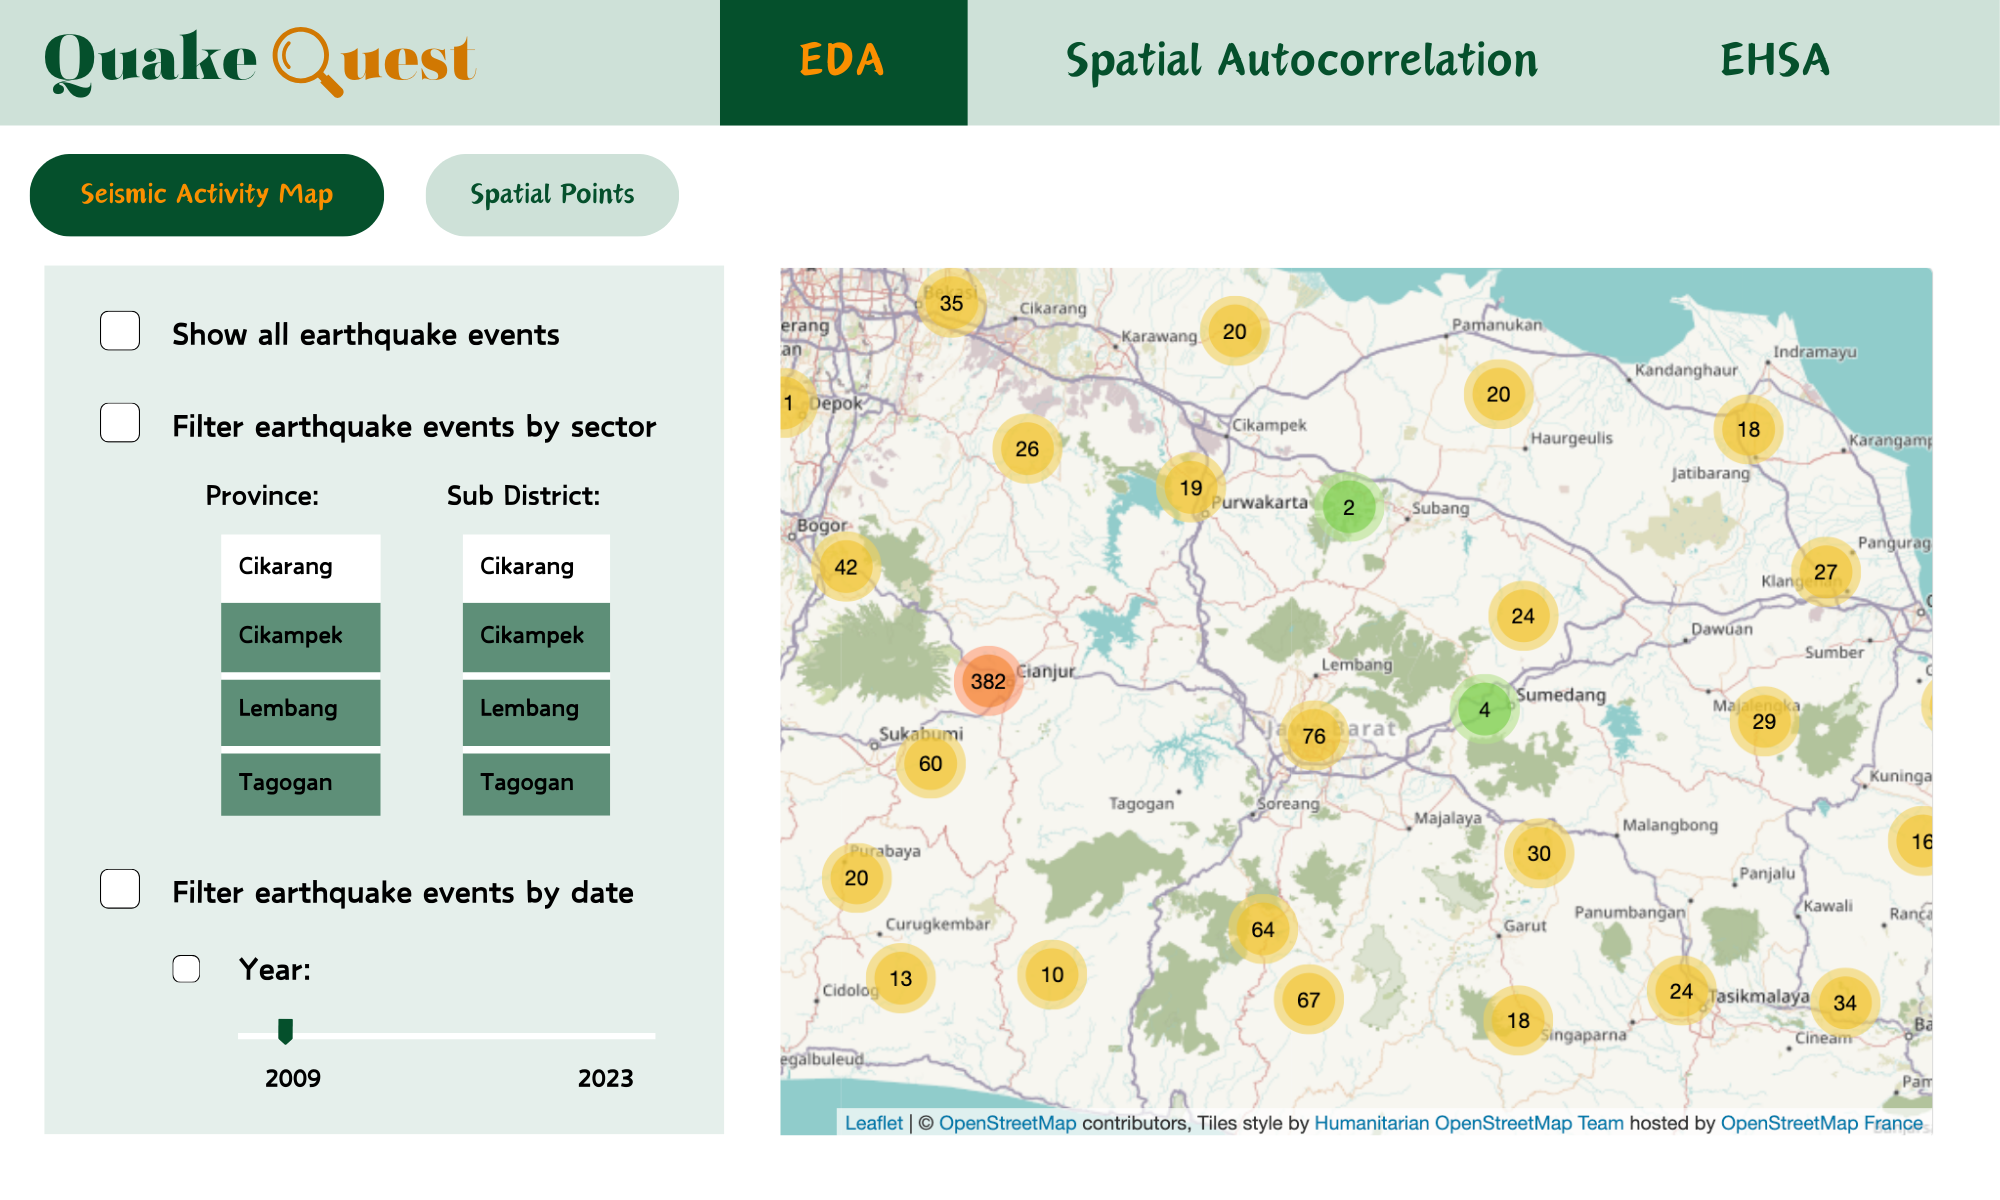 Quake Quest
EDA
Spatial Autocorrelation
EHSA
Seismic Activity Map
Spatial Points
Show all earthquake events
Filter earthquake events by sector
Province:
Sub District:
Cikarang
Cikarang
Cikampek
Cikampek
Lembang
Lembang
Tagogan
Tagogan
Filter earthquake events by date
Year:
2009
2023
Bekasi
35
Cikarang
erang
an
Karawang
20
Pamanukan
Indramayu
Kandanghaur
1
Depok
20
Cikampek
Haurgeulis
18
Karangamp
26
Jatibarang
19
Purwakarta
2
Subang
Bogor
Pangurag
42
27
Klangenan
24
Dawuan
Sumber
Lembang
382
Cianjur
4
Sumedang
Majalengka
29
Sukabumi
60
76
Jawa Barat
Kuninga
Tagogan
Soreang
Majalaya
Malangbong
16
Purabaya
20
30
Panjalu
Curugkembar
64
Garut
Panumbangan
Kawali
Ranca
13
10
Cidolog
67
18
Singaparna
24
Tasikmalaya
34
Ba
Cineam
egalbuleud
Pam
Leaflet | © OpenStreetMap contributors, Tiles style by Humanitarian OpenStreetMap Team hosted by OpenStreetMap France